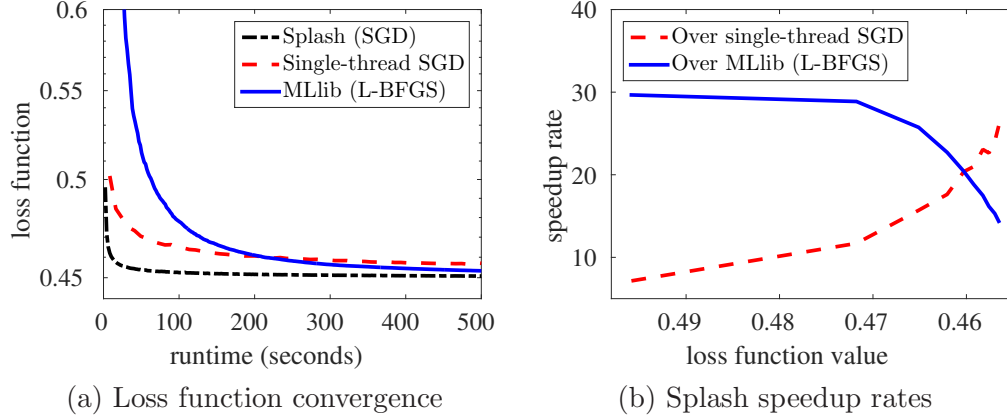 0.6
0.55
0.5
0.45
loss function
Splash (SGD)
Single-thread SGD
MLlib (L-BFGS)
0 100 200 300 400 500
runtime (seconds)
(a) Loss function convergence
40
30
20
10
speedup rate
Over single-thread SGD
Over MLlib (L-BFGS)
0.49 0.48 0.47 0.46
loss function value
(b) Splash speedup rates